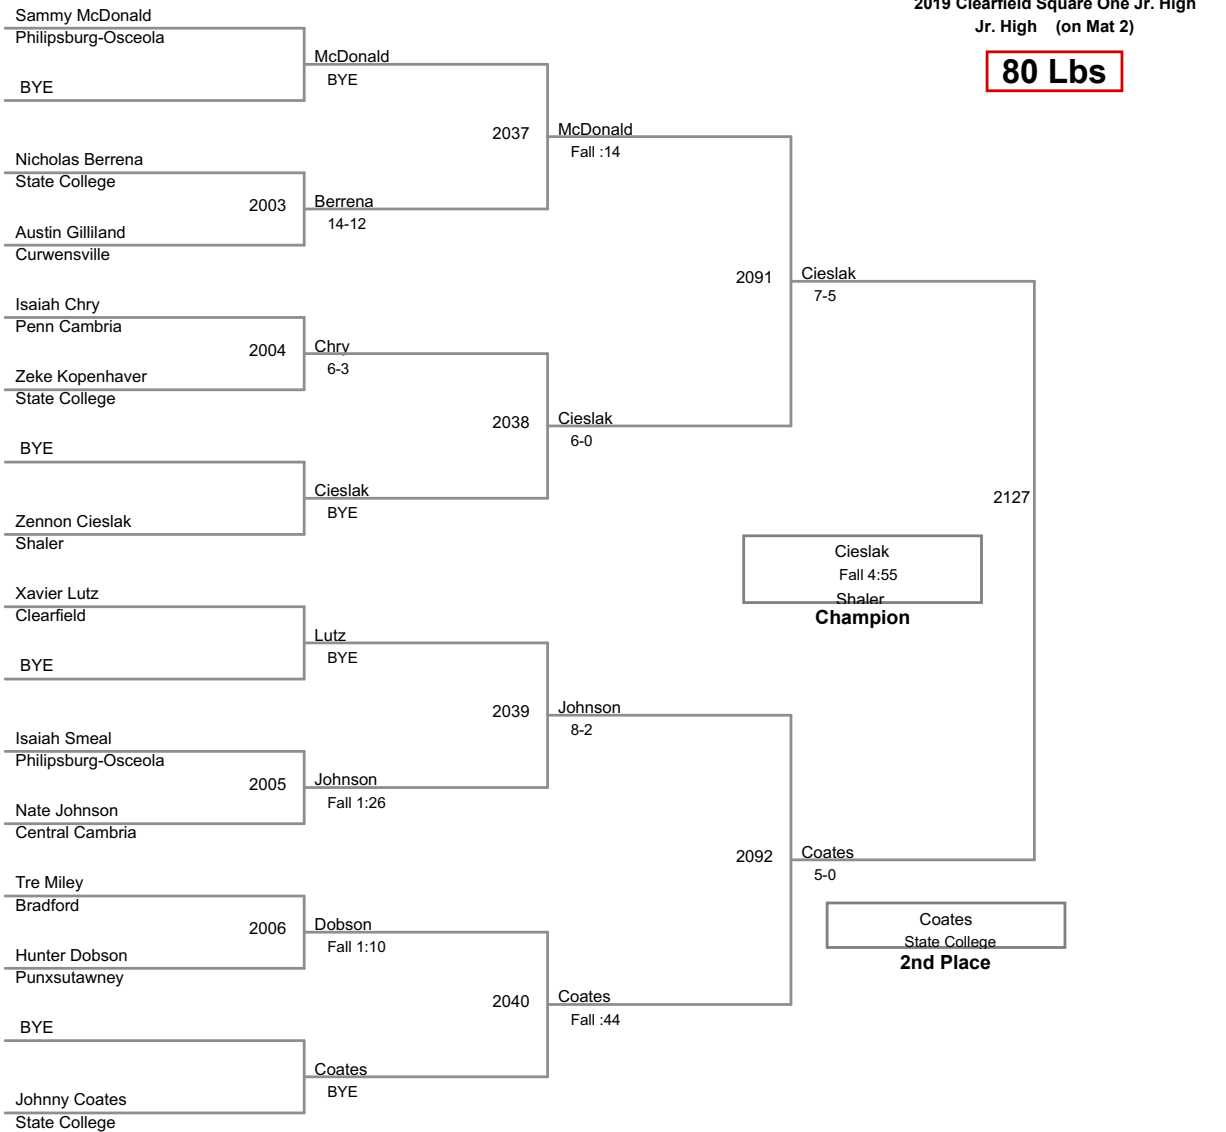 2019 Clearfield Square One Jr. High
Jr. High (on Mat 2)
80 Lbs
Sammy McDonald
Philipsburg-Osceola
BYE
McDonald
BYE
2037
McDonald
Fall :14
Nicholas Berrena
State College
2003
Berrena
14-12
Austin Gilliland
Curwensville
2091
Cieslak
7-5
Isaiah Chry
Penn Cambria
2004
Chry
6-3
Zeke Kopenhaver
State College
2038
Cieslak
6-0
BYE
Cieslak
BYE
Zennon Cieslak
Shaler
2127
Cieslak
Fall 4:55
Shaler
Champion
Xavier Lutz
Clearfield
Lutz
BYE
BYE
2039
Johnson
8-2
Isaiah Smeal
Philipsburg-Osceola
2005
Johnson
Fall 1:26
Nate Johnson
Central Cambria
2092
Coates
5-0
Tre Miley
Bradford
2006
Dobson
Fall 1:10
Hunter Dobson
Punxsutawney
Coates
State College
2nd Place
2040
Coates
Fall :44
BYE
Coates
BYE
Johnny Coates
State College